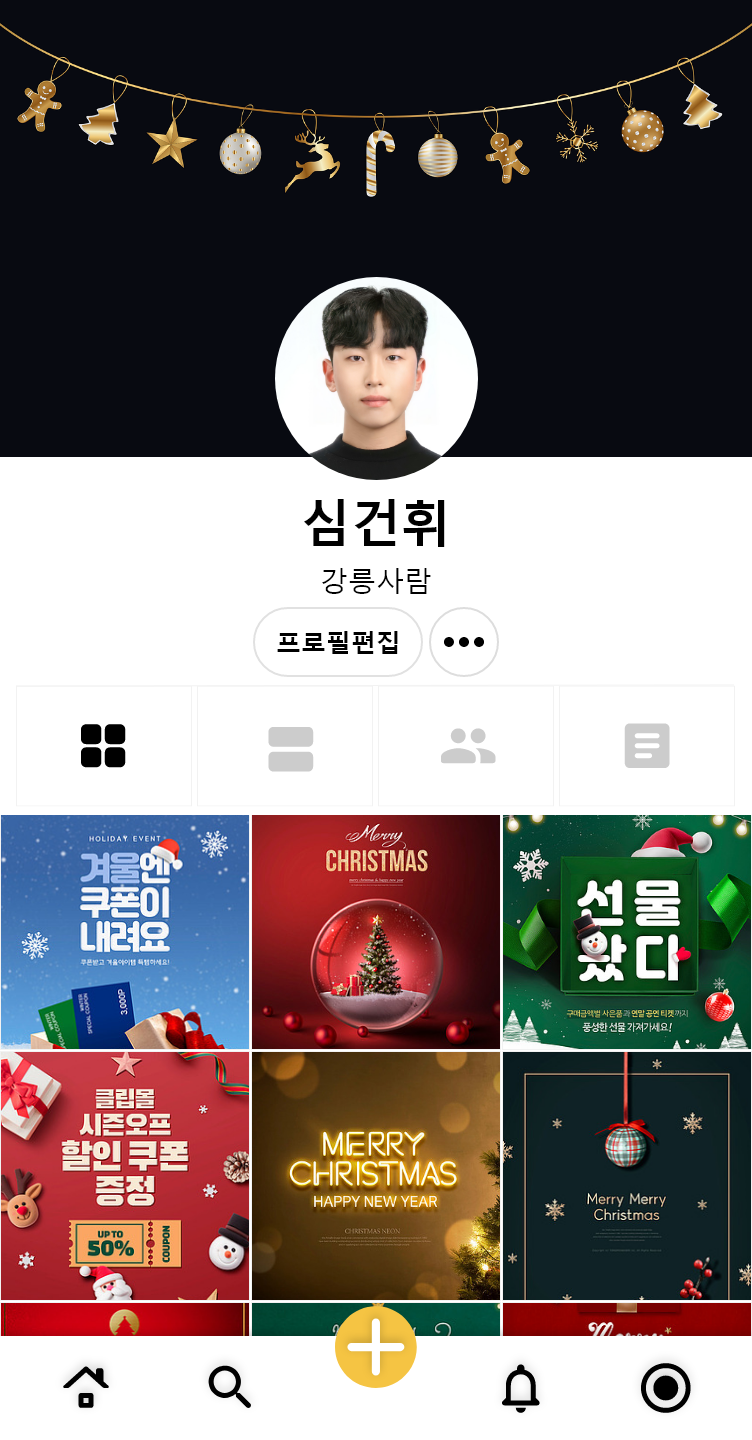 심건휘
강릉사람
프로필편집
HOLIDAY EVENT
겨울엔
쿠폰이
내려요
쿠폰받고 겨울아이템 득템하세요!
WINTER
SPECIAL COUPON
WINTER
SPECIAL COUPON
3,000P
Merry
CHRISTMAS
merry christmas & happy new year
선물
왔다
구매금액별 사은품과 연말 공연 티켓까지
풍성한 선물 가져가세요!
클립몰
시즌오프
할인 쿠폰
증정
UP TO
50%
COUPON
MERRY
CHRISTMAS
HAPPY NEW YEAR
CHRISTMAS NEON
Merry Merry
Christmas